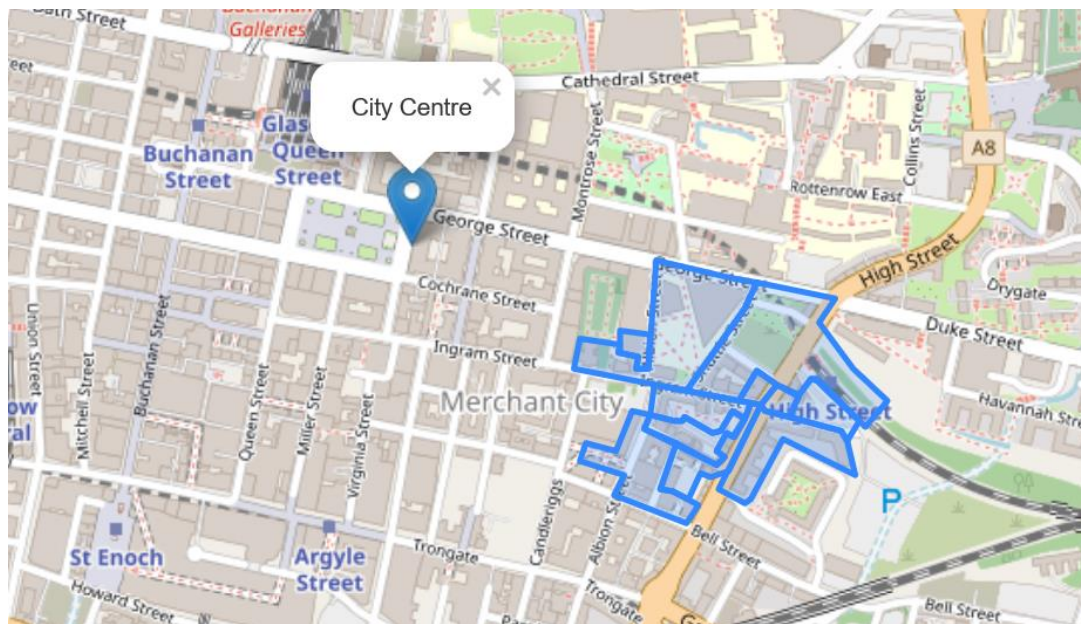 Bath Street
Buchanan
Galleries
Cathedral Street
×
City Centre
Collins Street
A8
Montrose Street
Queen
Street
Buchanan
Street
Rottenrow East
George Street
High Street
Drygate
Cochrane Street
George Street
Duke Street
Union Street
Buchanan Street
Ingram Street
Merchant City
High Street
Mitchell Street
Queen Street
Miller Street
Virginia Street
P
Candleriggs
Albion Street
Bell Street
St Enoch
Argyle
Street
Trongate
Trongate
Howard Street
Bell Street